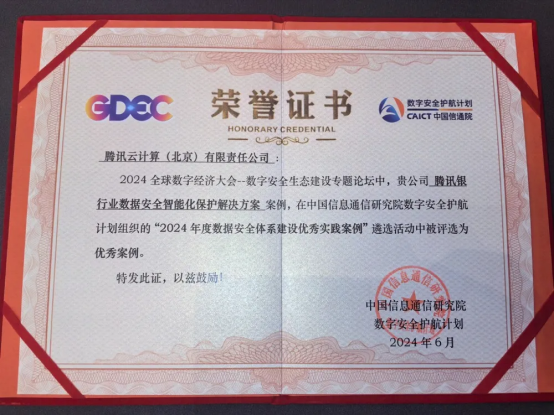 GDEC
荣誉证书
HONORARY CREDENTIAL
数字安全护航计划
CAICT 中国信通院
腾讯云计算（北京）有限责任公司：
2024 全球数字经济大会--数字安全生态建设专题论坛中，贵公司 腾讯银
行业数据安全智能化保护解决方案 案例，在中国信息通信研究院数字安全护航
计划组织的“2024 年度数据安全体系建设优秀实践案例”遴选活动中被评选为
优秀案例。
特发此证，以兹鼓励！
中国信息通信研究院
数字安全护航计划
2024 年 6 月